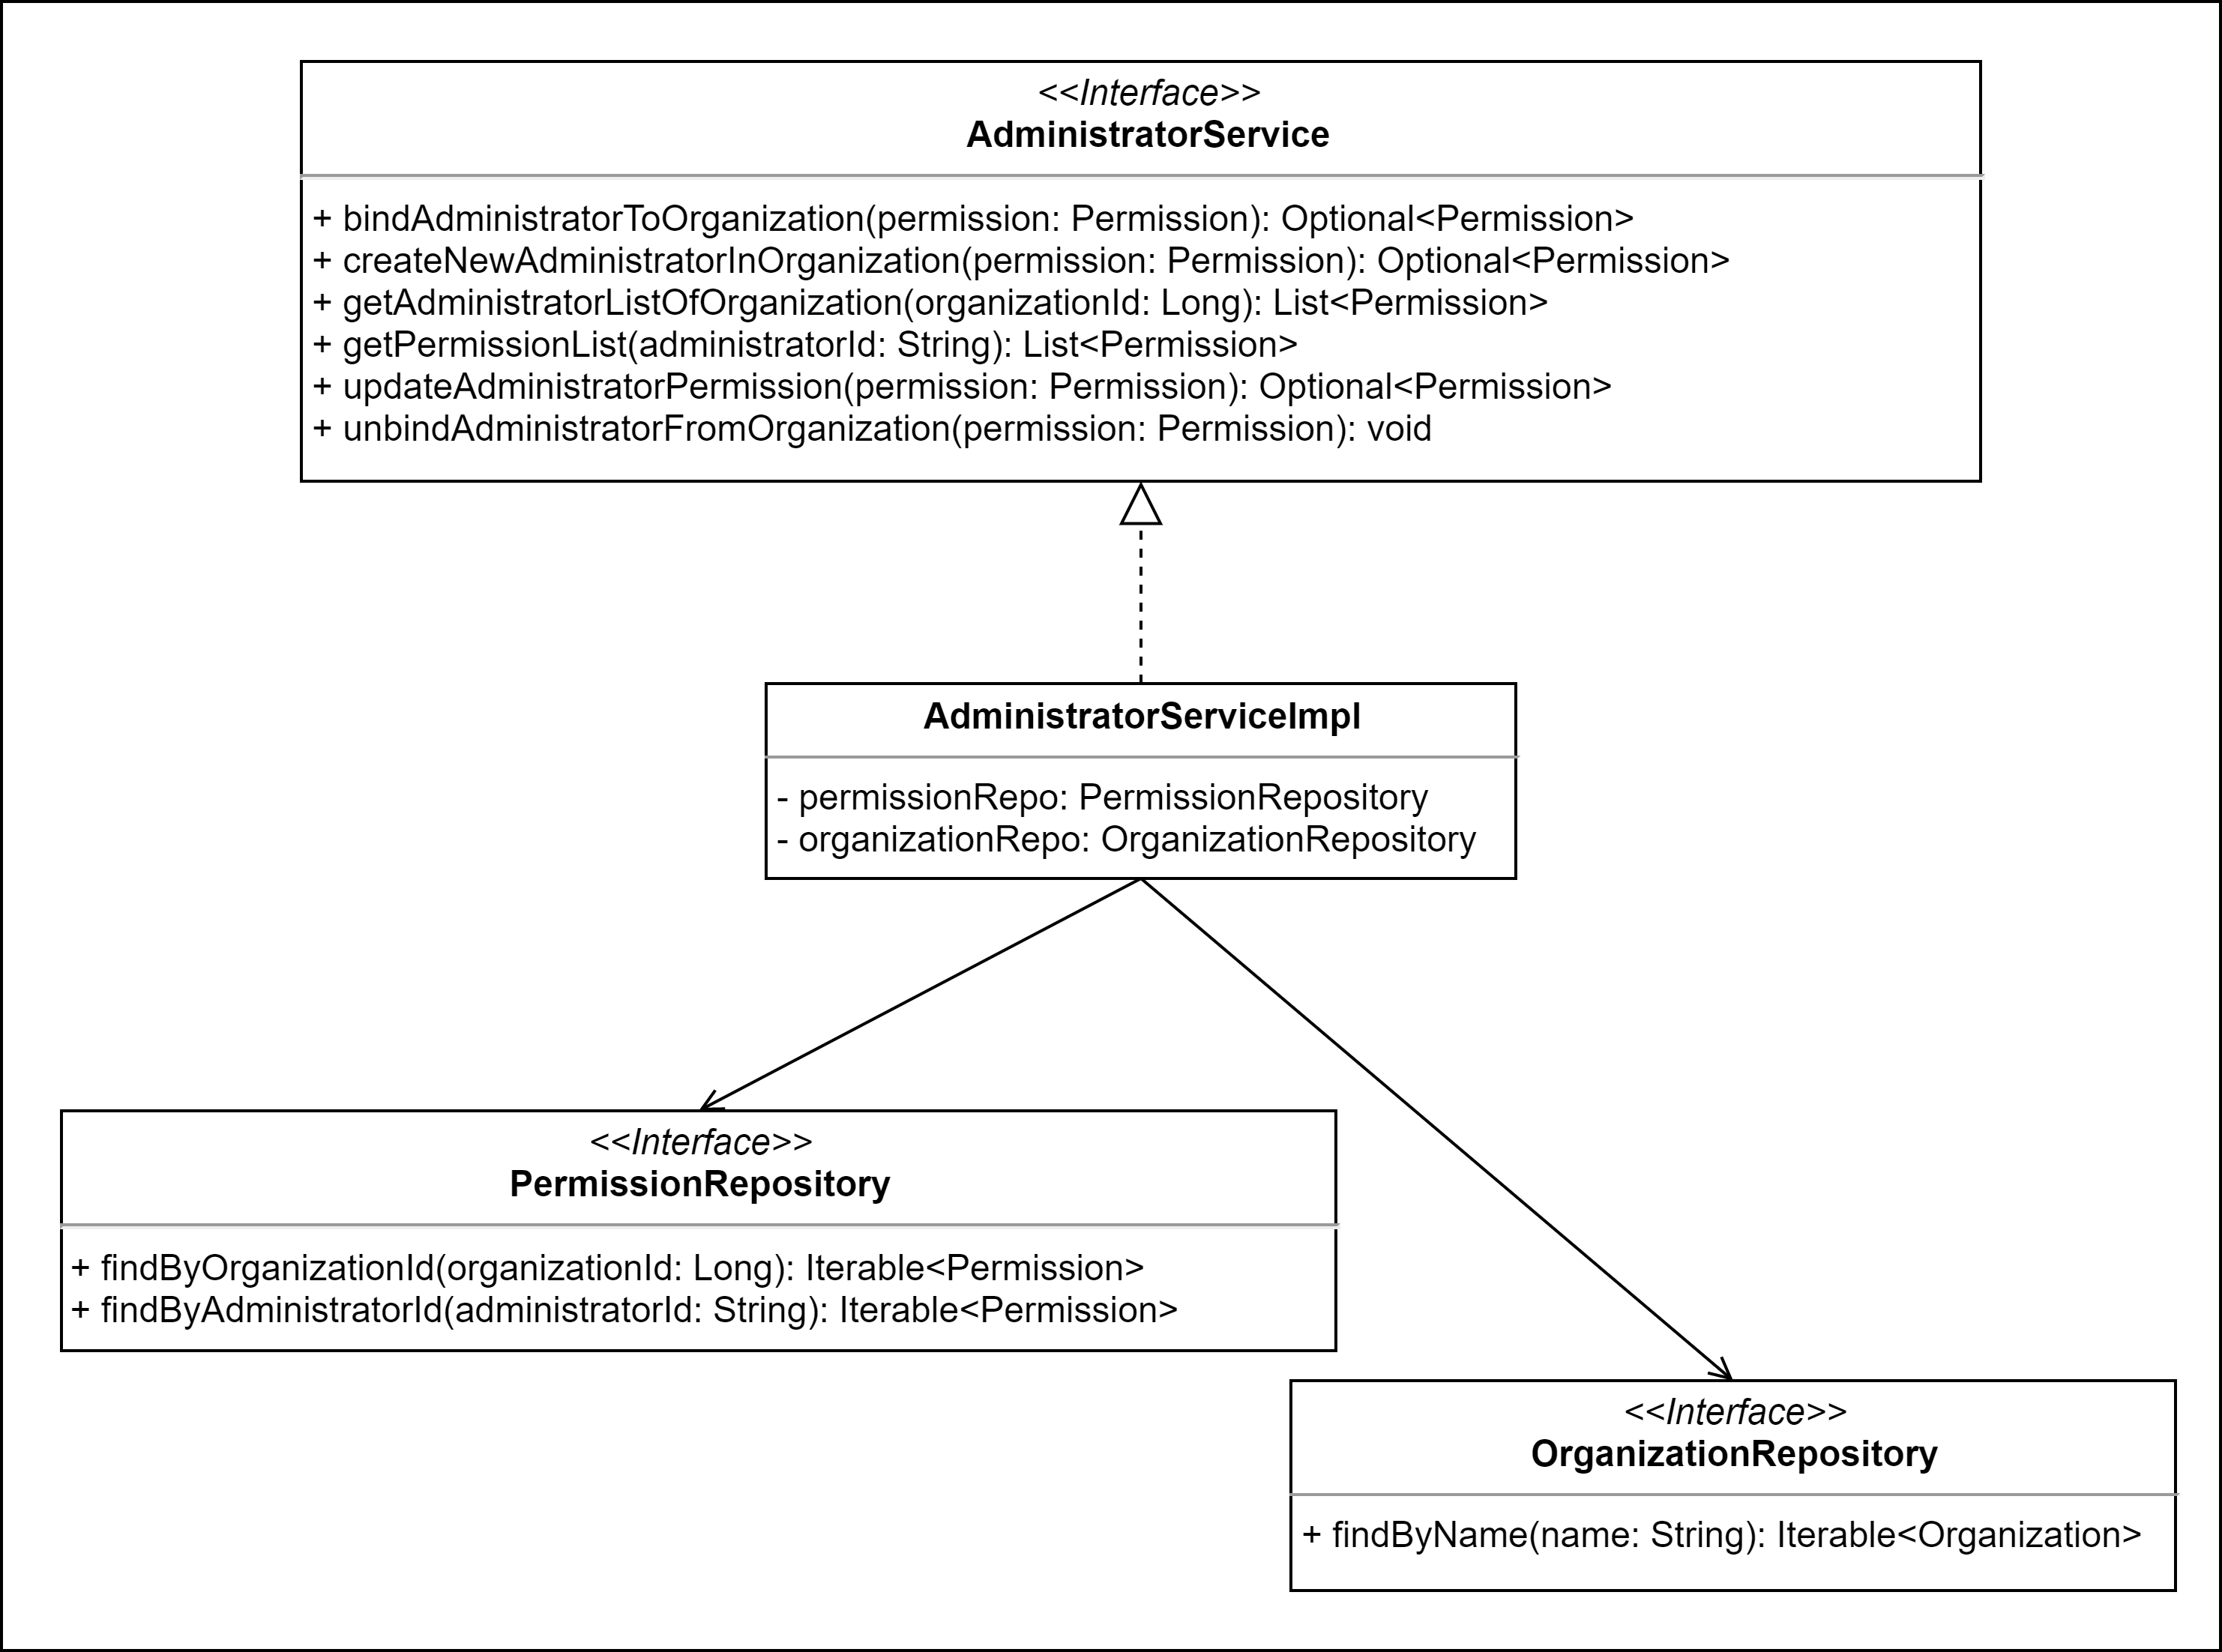 <<Interface>>
AdministratorService
+ bindAdministratorToOrganization(permission: Permission): Optional<Permission>
+ createNewAdministratorInOrganization(permission: Permission): Optional<Permission>
+ getAdministratorListOfOrganization(organizationId: Long): List<Permission>
+ getPermissionList(administratorId: String): List<Permission>
+ updateAdministratorPermission(permission: Permission): Optional<Permission>
+ unbindAdministratorFromOrganization(permission: Permission): void
AdministratorServiceImpl
- permissionRepo: PermissionRepository
- organizationRepo: OrganizationRepository
<<Interface>>
PermissionRepository
+ findByOrganizationId(organizationId: Long): Iterable<Permission>
+ findByAdministratorId(administratorId: String): Iterable<Permission>
<<Interface>>
OrganizationRepository
+ findByName(name: String): Iterable<Organization>